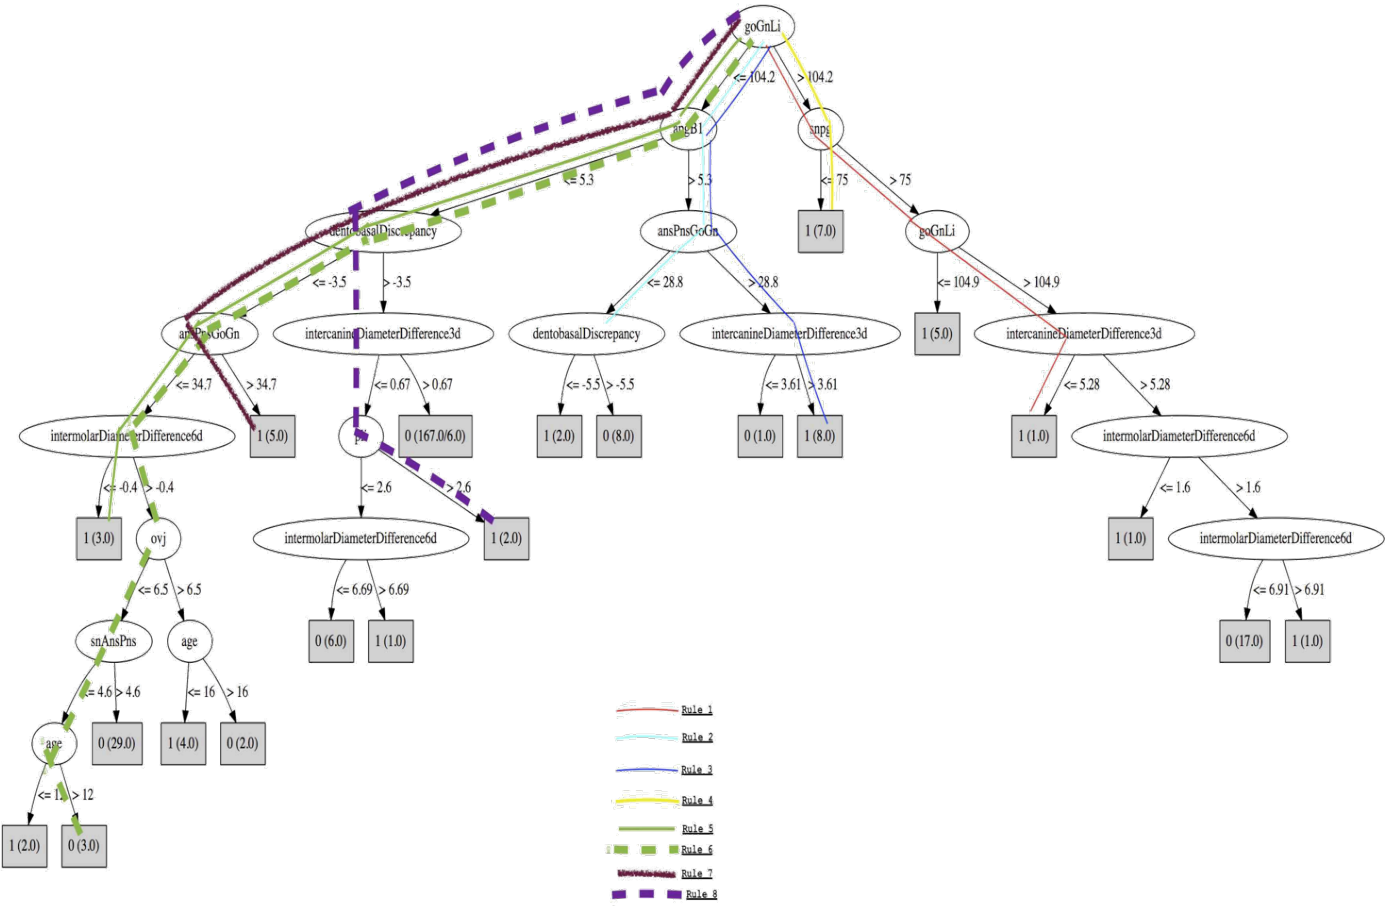 goGnLi
<= 104.2 > 104.2
apgB1 snpg
<= 5.3 > 5.3 <= 75 > 75
dentobasalDiscrepancy ansPnsGoGn 1 (7.0) goGnLi
<= -3.5 > -3.5 <= 28.8 > 28.8 <= 104.9 > 104.9
ansPnsGoGn intercanineDiameterDifference3d dentobasalDiscrepancy intercanineDiameterDifference3d 1 (5.0) intercanineDiameterDifference3d
<= 34.7 > 34.7 <= 0.67 > 0.67 <= -5.5 > -5.5 <= 3.61 > 3.61 <= 5.28 > 5.28
intermolarDiameterDifference6d 1 (5.0) 0 (167.0/6.0) 1 (2.0) 0 (8.0) 0 (1.0) 1 (8.0) 1 (1.0) intermolarDiameterDifference6d
<= -0.4 > -0.4 <= 2.6 > 2.6 <= 1.6 > 1.6
1 (3.0) ovj intermolarDiameterDifference6d 1 (2.0) 1 (1.0) intermolarDiameterDifference6d
<= 6.5 > 6.5 <= 6.69 > 6.69 <= 6.91 > 6.91
snAnsPns age 0 (6.0) 1 (1.0) 0 (17.0) 1 (1.0)
<= 4.6 > 4.6 <= 16 > 16
age 0 (29.0) 1 (4.0) 0 (2.0)
<= 12 > 12
1 (2.0) 0 (3.0)
Rule 1
Rule 2
Rule 3
Rule 4
Rule 5
Rule 6
Rule 7
Rule 8